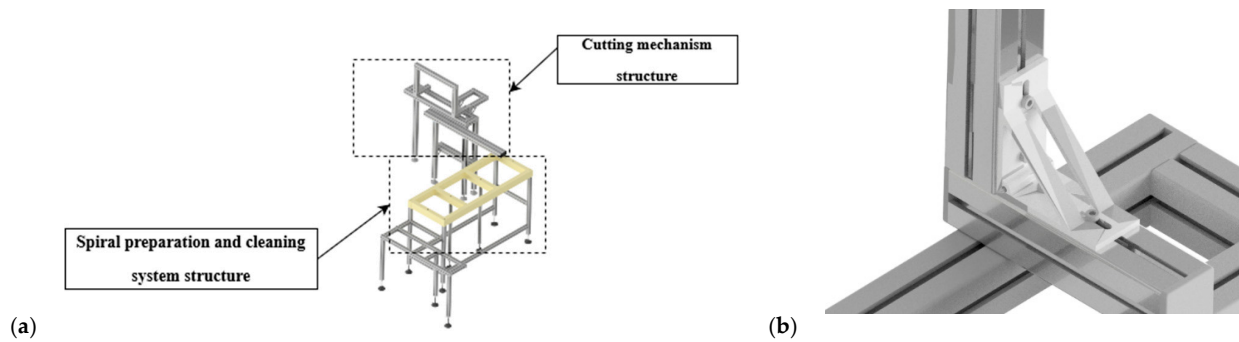 Cutting mechanism
structure
Spiral preparation and cleaning
system structure
(a)
(b)